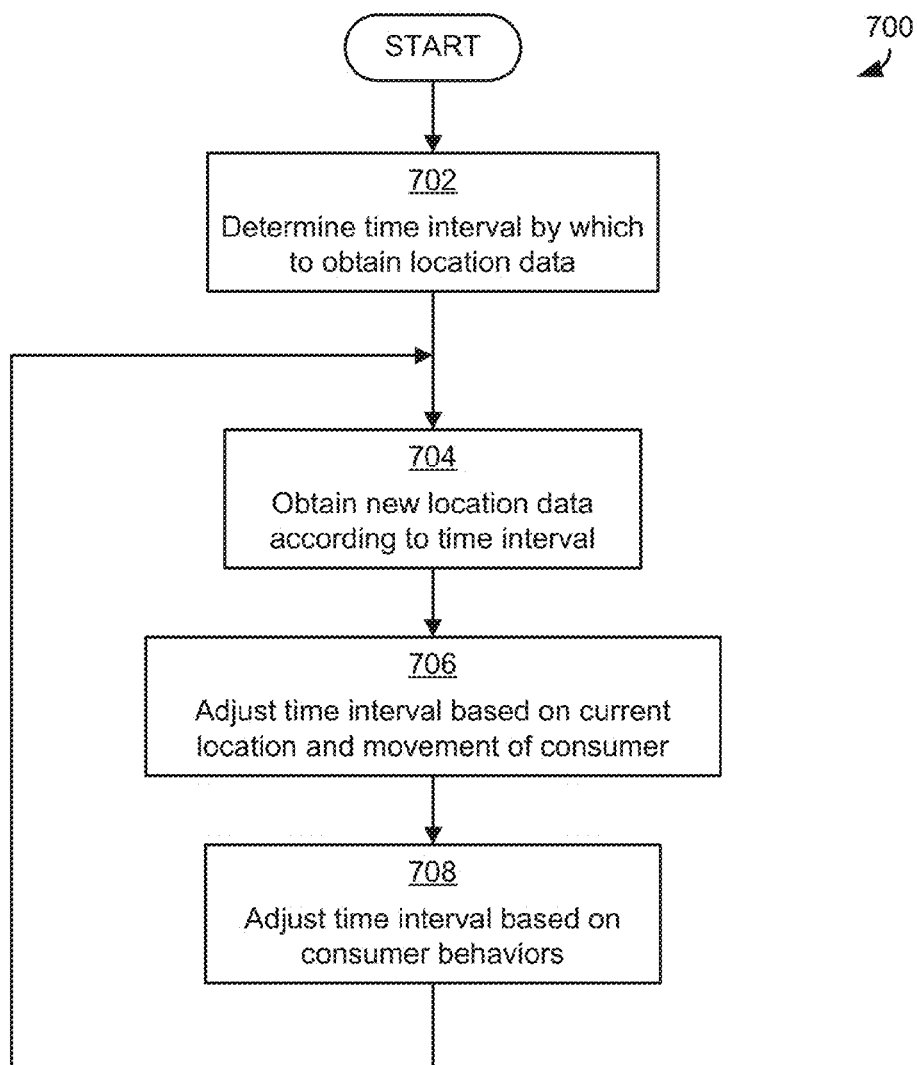 START
700
702
Determine time interval by which
to obtain location data
704
Obtain new location data
according to time interval
706
Adjust time interval based on current
location and movement of consumer
708
Adjust time interval based on
consumer behaviors